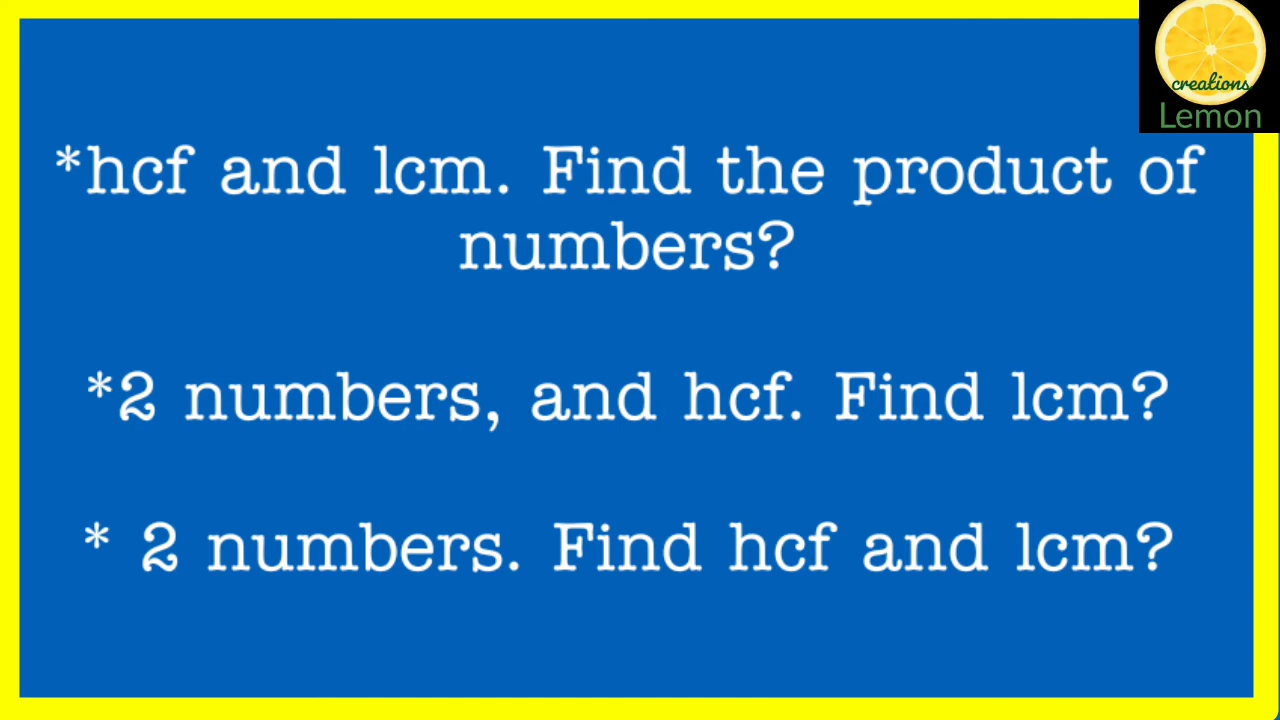 creations
Lemon
*hcf and lcm. Find the product of
numbers?
*2 numbers, and hcf. Find lcm?
* 2 numbers. Find hcf and lcm?